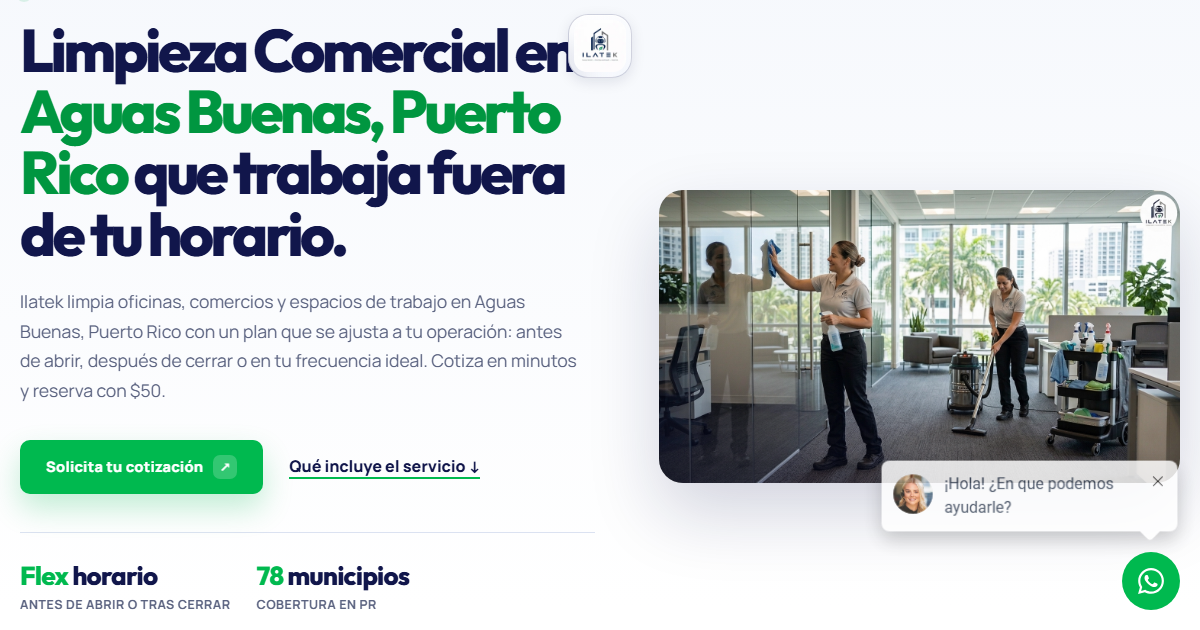 Limpieza Comercial en
ILATEK
Aguas Buenas, Puerto
Rico que trabaja fuera
de tu horario.
Ilatek limpia oficinas, comercios y espacios de trabajo en Aguas
Buenas, Puerto Rico con un plan que se ajusta a tu operación: antes
de abrir, después de cerrar o en tu frecuencia ideal. Cotiza en minutos
y reserva con $50.
Solicita tu cotización ↗
Qué incluye el servicio ↓
Flex horario
ANTES DE ABRIR O TRAS CERRAR
78 municipios
COBERTURA EN PR
ILATEK
¡Hola! ¿En que podemos
ayudarle?